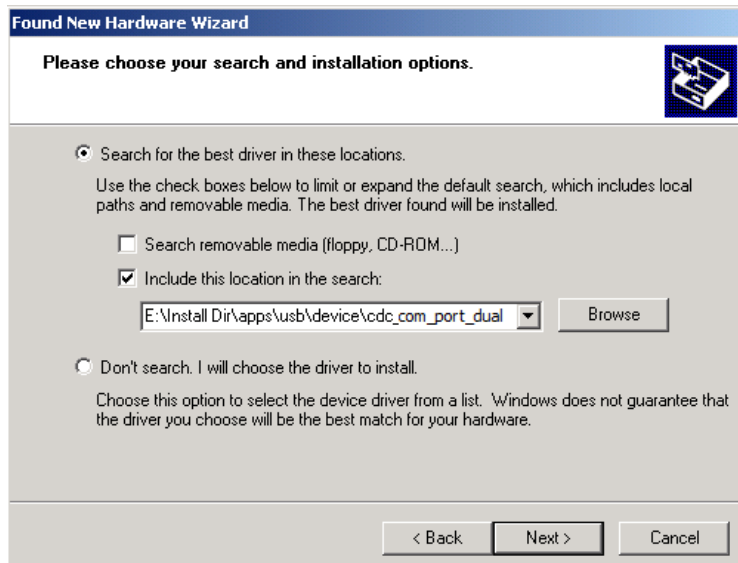 Found New Hardware Wizard
Please choose your search and installation options.
Search for the best driver in these locations.
Use the check boxes below to limit or expand the default search, which includes local
paths and removable media. The best driver found will be installed.
Search removable media (floppy, CD-ROM...)
Include this location in the search:
E:\Install Dir\apps\usb\device\cdc_com_port_dual
Browse
Don't search. I will choose the driver to install.
Choose this option to select the device driver from a list.  Windows does not guarantee that
the driver you choose will be the best match for your hardware.
< Back
Next >
Cancel